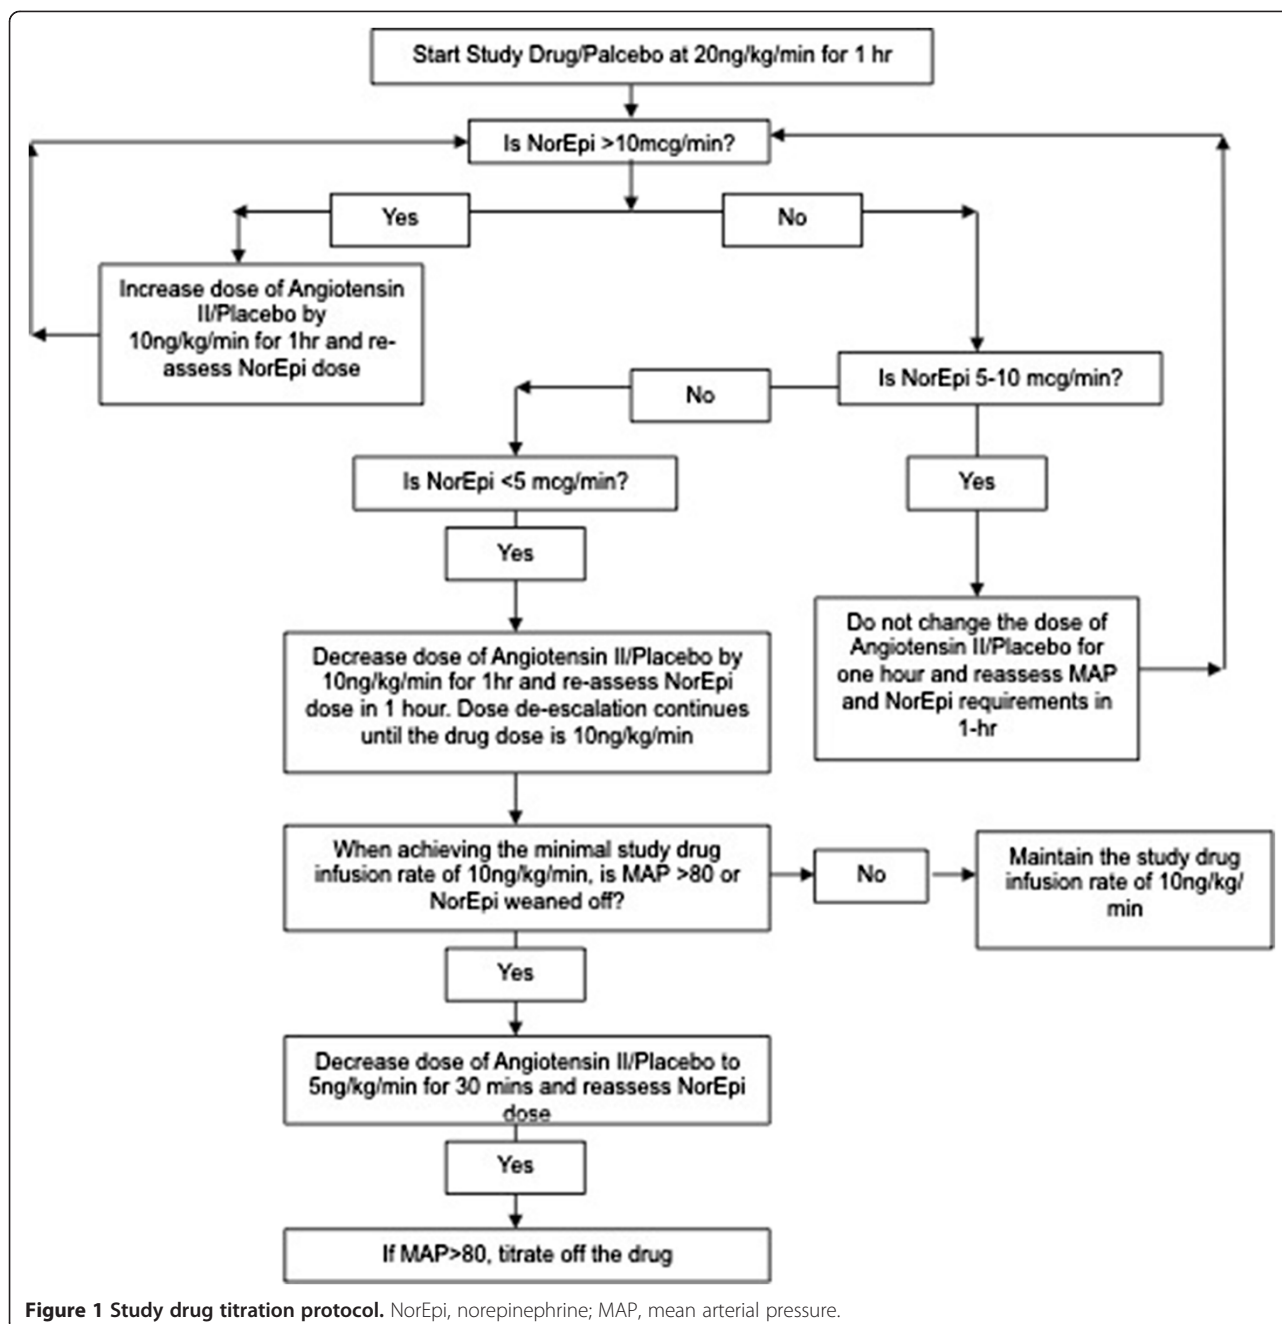 Start Study Drug/Palcebo at 20ng/kg/min for 1 hr
Is NorEpi >10mcg/min?
Yes
No
Increase dose of Angiotensin
II/Placebo by
10ng/kg/min for 1hr and re-
assess NorEpi dose
Is NorEpi 5-10 mcg/min?
No
Is NorEpi <5 mcg/min?
Yes
Yes
Do not change the dose of
Angiotensin II/Placebo for
one hour and reassess MAP
and NorEpi requirements in
1-hr
Decrease dose of Angiotensin II/Placebo by
10ng/kg/min for 1hr and re-assess NorEpi
dose in 1 hour. Dose de-escalation continues
until the drug dose is 10ng/kg/min
When achieving the minimal study drug
infusion rate of 10ng/kg/min, is MAP >80 or
NorEpi weaned off?
No
Maintain the study drug
infusion rate of 10ng/kg/
min
Yes
Decrease dose of Angiotensin II/Placebo to
5ng/kg/min for 30 mins and reassess NorEpi
dose
Yes
If MAP>80, titrate off the drug
Figure 1 Study drug titration protocol. NorEpi, norepinephrine; MAP, mean arterial pressure.